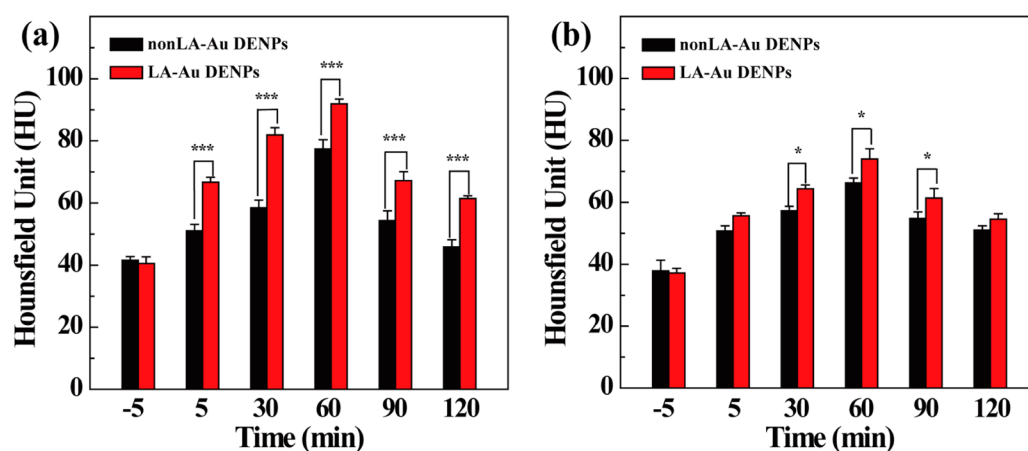 (a)
nonLA-Au DENPs
LA-Au DENPs
Hounsfield Unit (HU)
100
80
60
40
20
0
***
***
***
***
***
-5 5 30 60 90 120
Time (min)
(b)
nonLA-Au DENPs
LA-Au DENPs
Hounsfield Unit (HU)
100
80
60
40
20
0
*
*
*
-5 5 30 60 90 120
Time (min)